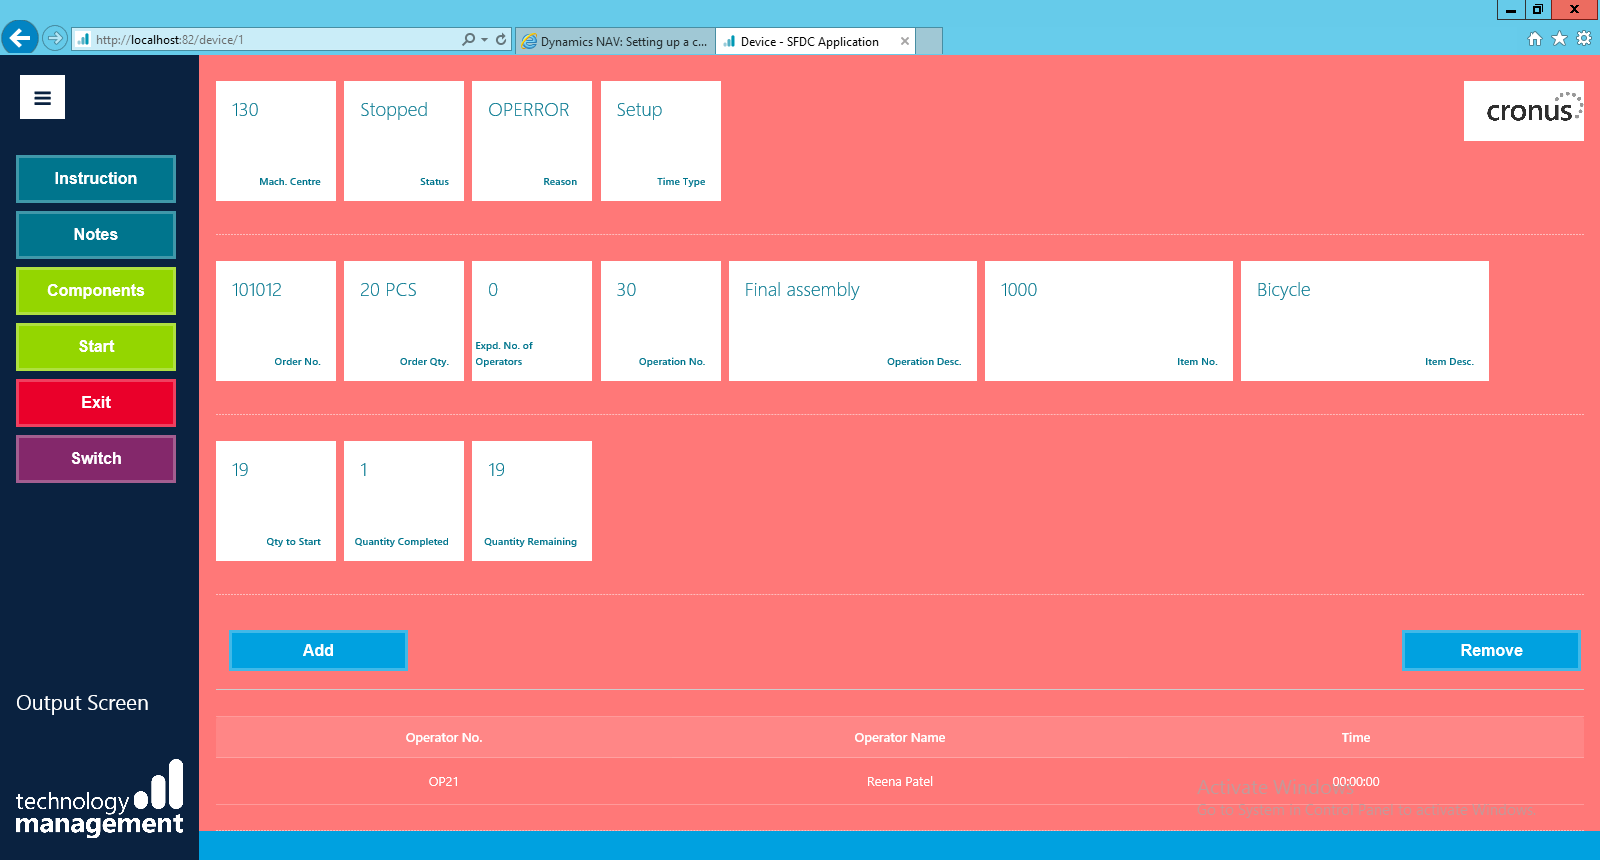 http://localhost:82/device/1
Dynamics NAV: Setting up a c...
Device - SFDC Application
Instruction
Notes
Components
Start
Exit
Switch
Output Screen
technology
management
130
Mach. Centre
Stopped
Status
OPERROR
Reason
Setup
Time Type
cronus
101012
Order No.
20 PCS
Order Qty.
0
Expd. No. of
Operators
30
Operation No.
Final assembly
Operation Desc.
1000
Item No.
Bicycle
Item Desc.
19
Qty to Start
1
Quantity Completed
19
Quantity Remaining
Add
Remove
Operator No. Operator Name Time
OP21 Reena Patel 00:00:00
Activate Windows
Go to System in Control Panel to activate Windows.